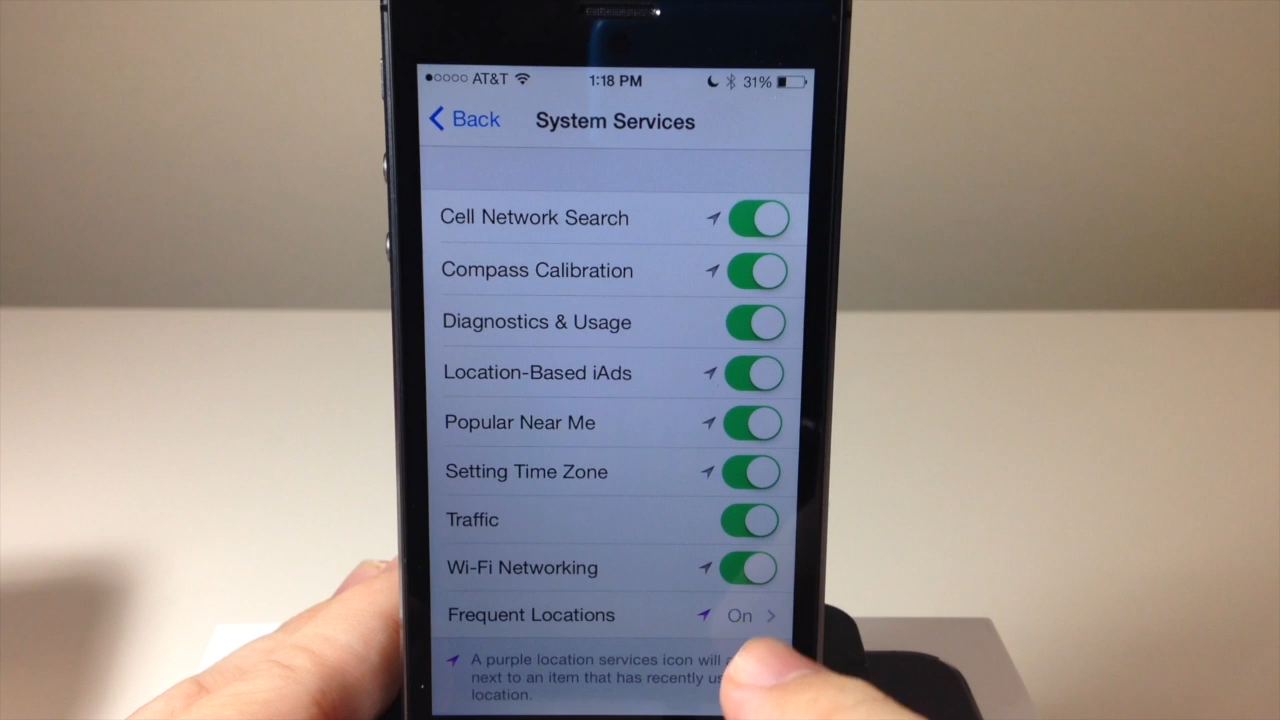 AT&T 1:18 PM 31%
Back System Services
Cell Network Search
Compass Calibration
Diagnostics & Usage
Location-Based iAds
Popular Near Me
Setting Time Zone
Traffic
Wi-Fi Networking
Frequent Locations On
A purple location services icon will
next to an item that has recently
location.